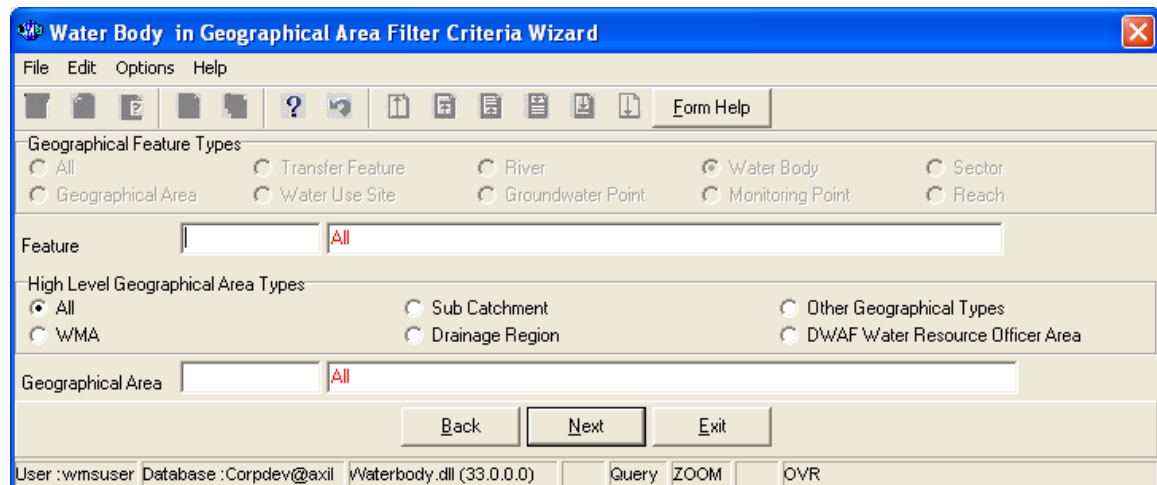 Water Body in Geographical Area Filter Criteria Wizard
File Edit Options Help
? Form Help
Geographical Feature Types
All Transfer Feature River Water Body Sector
Geographical Area Water Use Site Groundwater Point Monitoring Point Reach
Feature All
High Level Geographical Area Types
All Sub Catchment Other Geographical Types
WMA Drainage Region DWAF Water Resource Officer Area
Geographical Area All
Back Next Exit
User :wmsuser Database :Corpdev@axil Waterbody.dll (33.0.0.0) Query ZOOM OVR